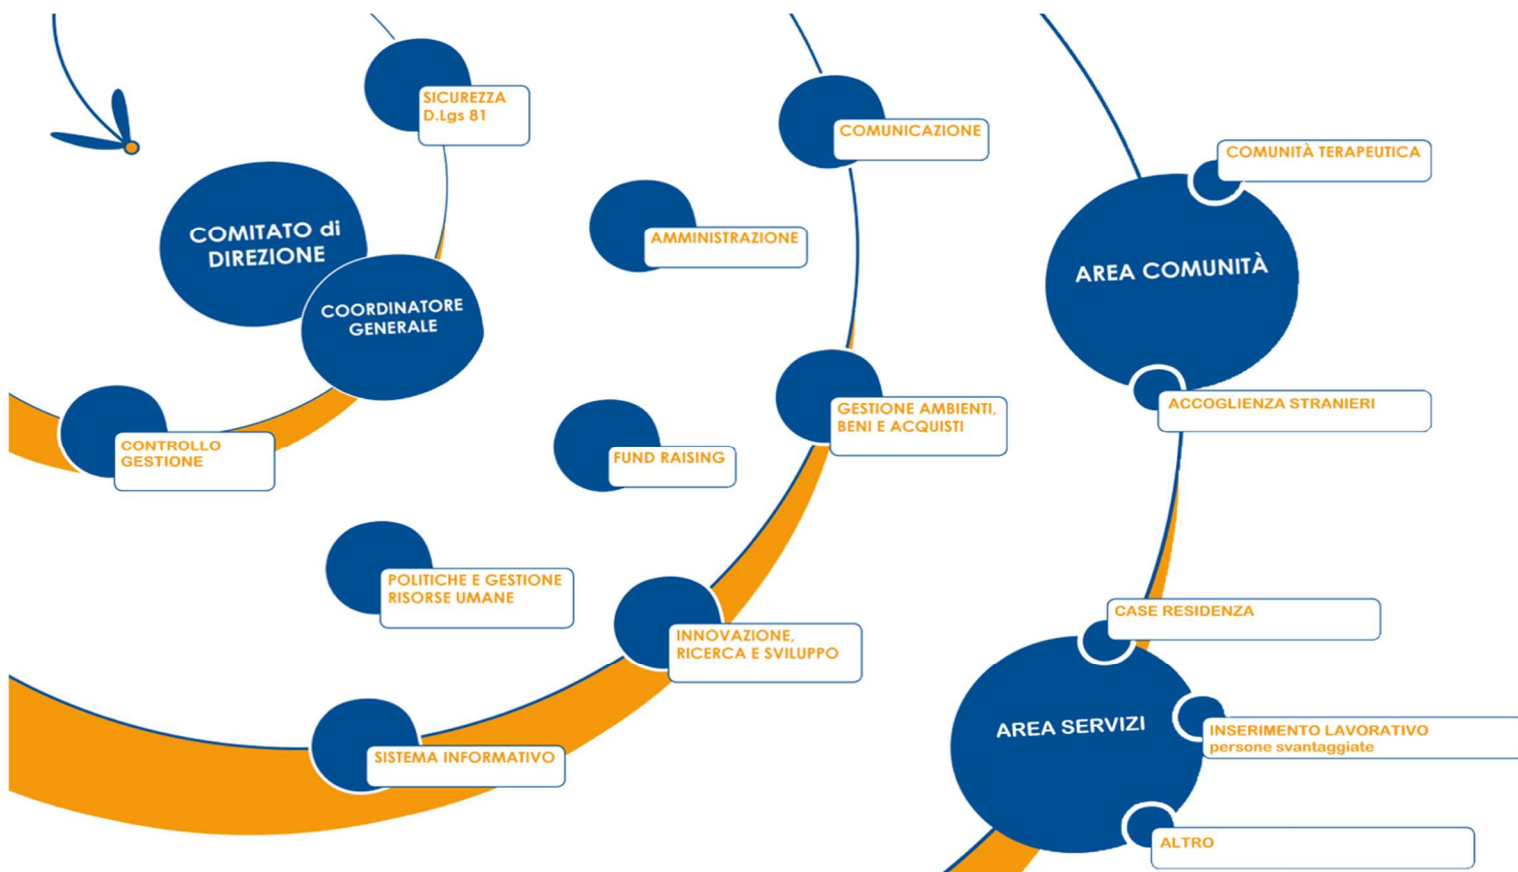 SICUREZZA
D.Lgs 81
COMUNICAZIONE
COMUNITÀ TERAPEUTICA
COMITATO di
DIREZIONE
AMMINISTRAZIONE
AREA COMUNITÀ
COORDINATORE
GENERALE
ACCOGLIENZA STRANIERI
GESTIONE AMBIENTI,
BENI E ACQUISTI
CONTROLLO
GESTIONE
FUND RAISING
POLITICHE E GESTIONE
RISORSE UMANE
CASE RESIDENZA
INNOVAZIONE,
RICERCA E SVILUPPO
AREA SERVIZI
INSERIMENTO LAVORATIVO
persone svantaggiate
SISTEMA INFORMATIVO
ALTRO